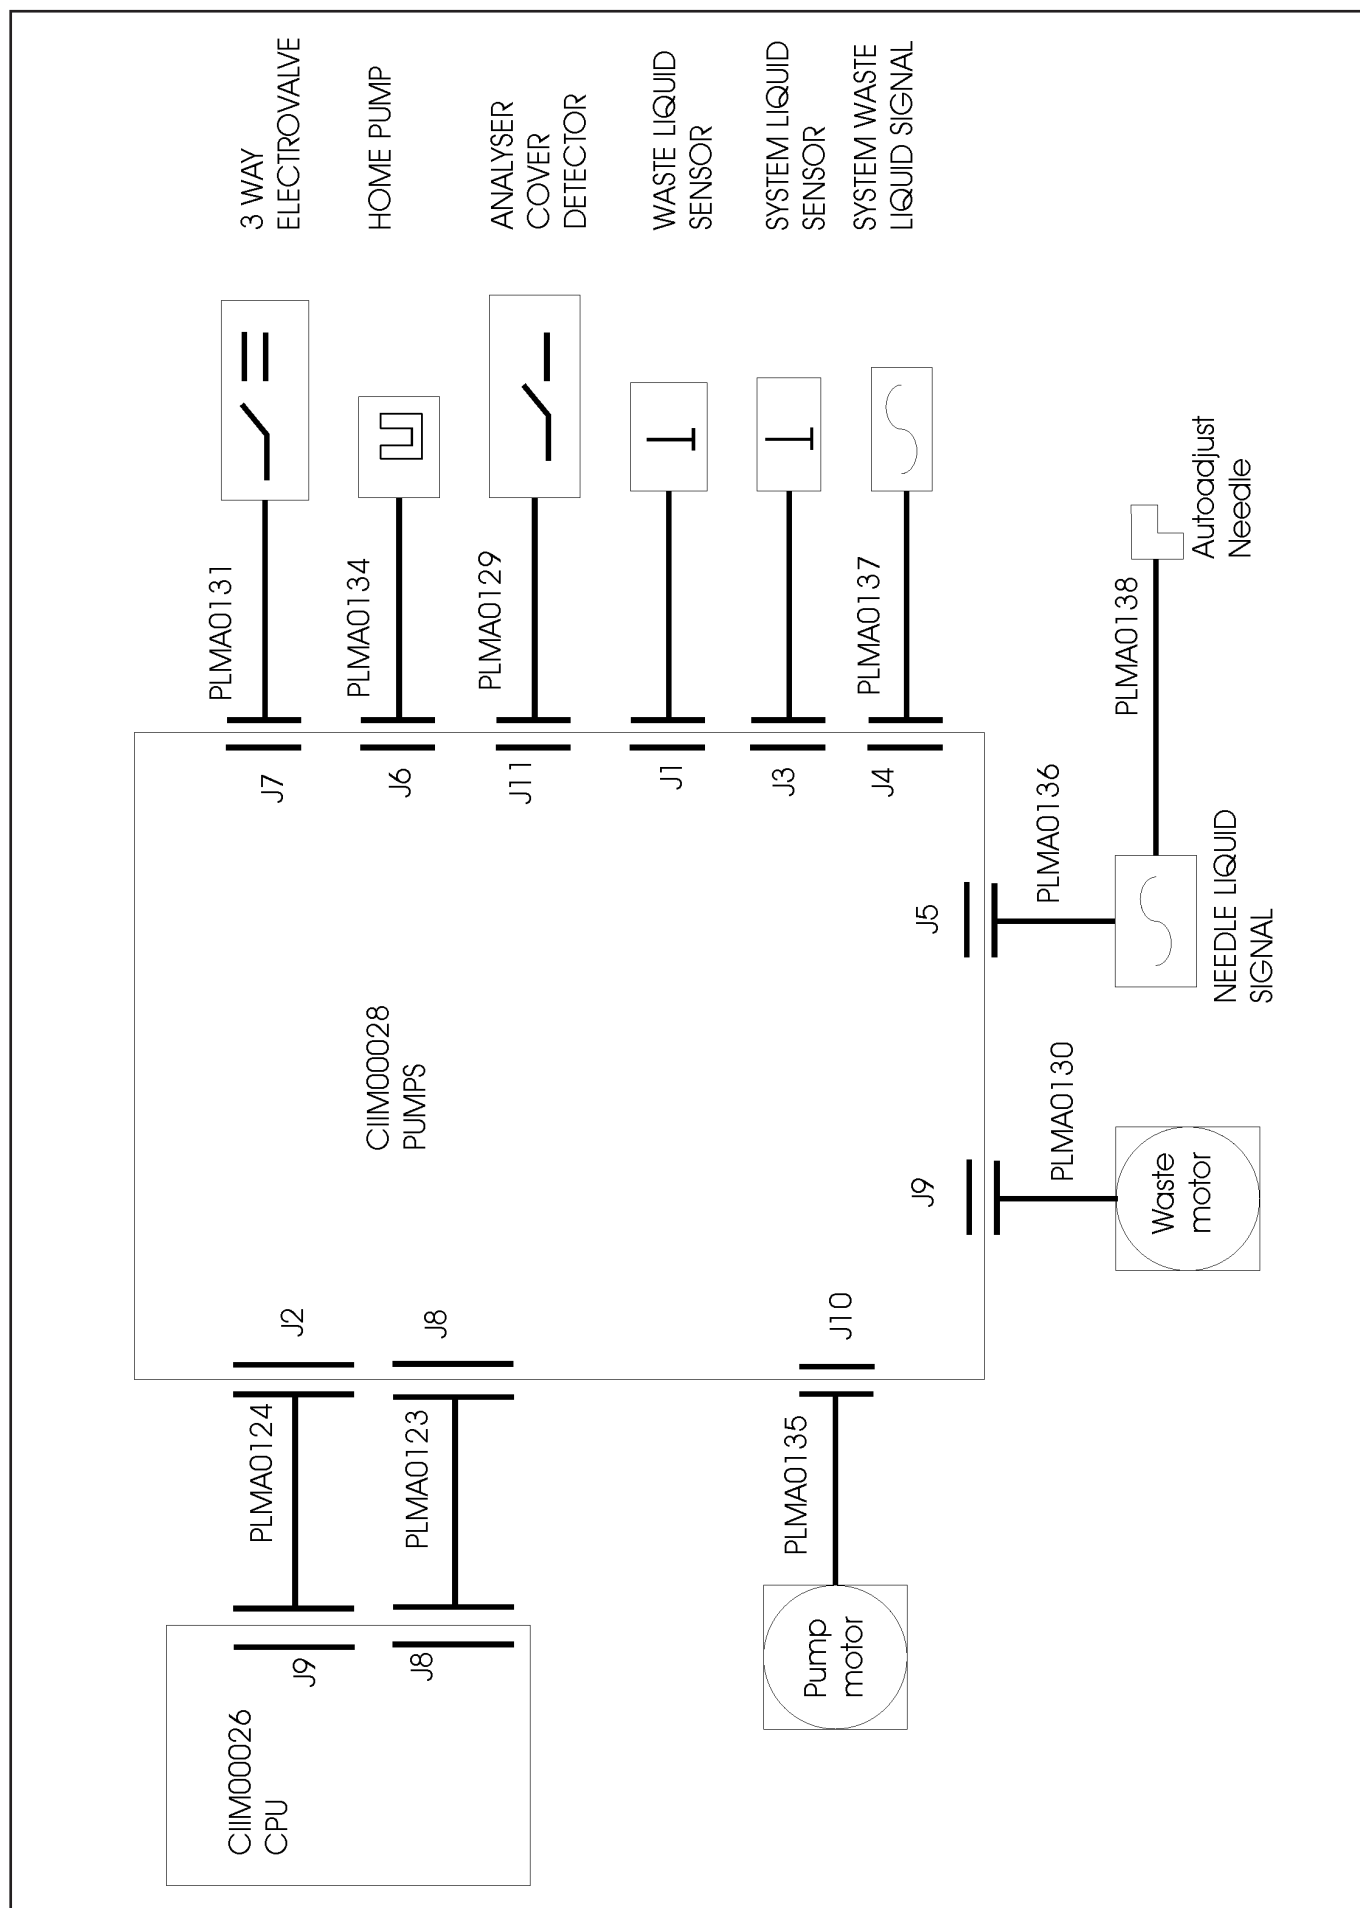 3 WAY
ELECTROVALVE
HOME PUMP
ANALYSER
COVER
DETECTOR
WASTE LIQUID
SENSOR
SYSTEM LIQUID
SENSOR
SYSTEM WASTE
LIQUID SIGNAL
PLMA0131
PLMA0134
PLMA0129
PLMA0137
PLMA0138
Autoadjust
Needle
J7
J6
J11
J1
J3
J4
J5
PLMA0136
NEEDLE LIQUID
SIGNAL
CIIM00028
PUMPS
J9
PLMA0130
Waste
motor
J2
J8
J10
PLMA0124
PLMA0123
PLMA0135
Pump
motor
J9
J8
CIIM00026
CPU